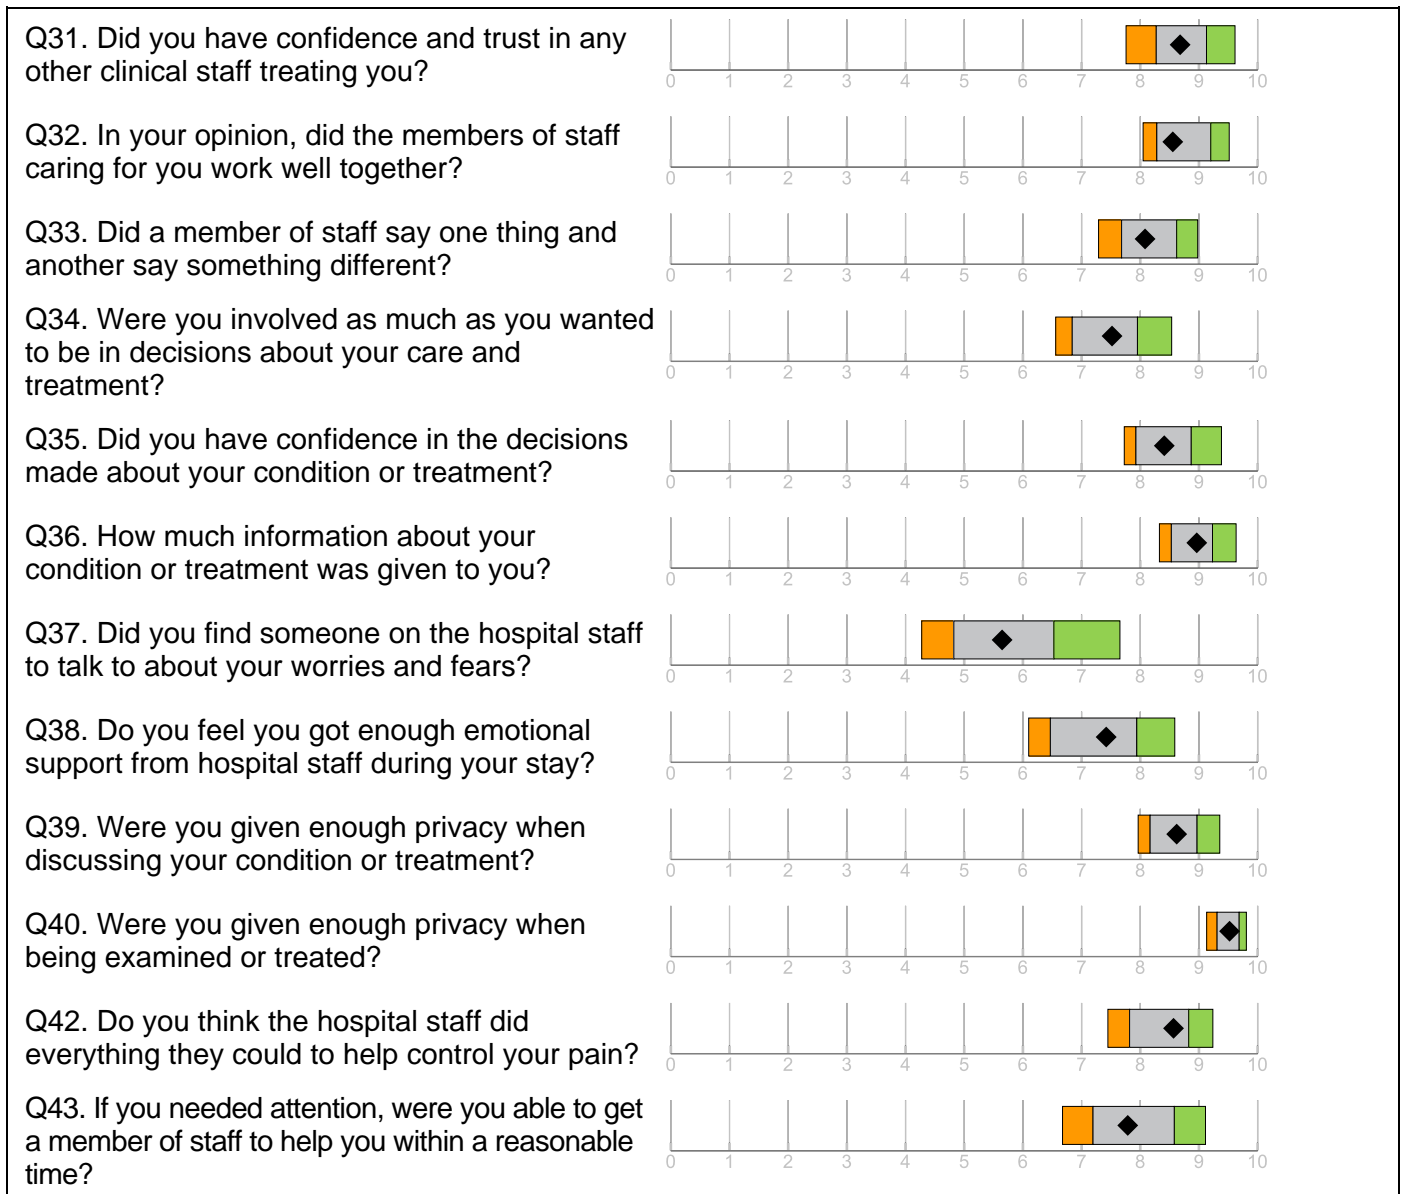 Q31. Did you have confidence and trust in any
other clinical staff treating you?
0 1 2 3 4 5 6 7 8 9 10
Q32. In your opinion, did the members of staff
caring for you work well together?
0 1 2 3 4 5 6 7 8 9 10
Q33. Did a member of staff say one thing and
another say something different?
0 1 2 3 4 5 6 7 8 9 10
Q34. Were you involved as much as you wanted
to be in decisions about your care and
treatment?
0 1 2 3 4 5 6 7 8 9 10
Q35. Did you have confidence in the decisions
made about your condition or treatment?
0 1 2 3 4 5 6 7 8 9 10
Q36. How much information about your
condition or treatment was given to you?
0 1 2 3 4 5 6 7 8 9 10
Q37. Did you find someone on the hospital staff
to talk to about your worries and fears?
0 1 2 3 4 5 6 7 8 9 10
Q38. Do you feel you got enough emotional
support from hospital staff during your stay?
0 1 2 3 4 5 6 7 8 9 10
Q39. Were you given enough privacy when
discussing your condition or treatment?
0 1 2 3 4 5 6 7 8 9 10
Q40. Were you given enough privacy when
being examined or treated?
0 1 2 3 4 5 6 7 8 9 10
Q42. Do you think the hospital staff did
everything they could to help control your pain?
0 1 2 3 4 5 6 7 8 9 10
Q43. If you needed attention, were you able to get
a member of staff to help you within a reasonable
time?
0 1 2 3 4 5 6 7 8 9 10